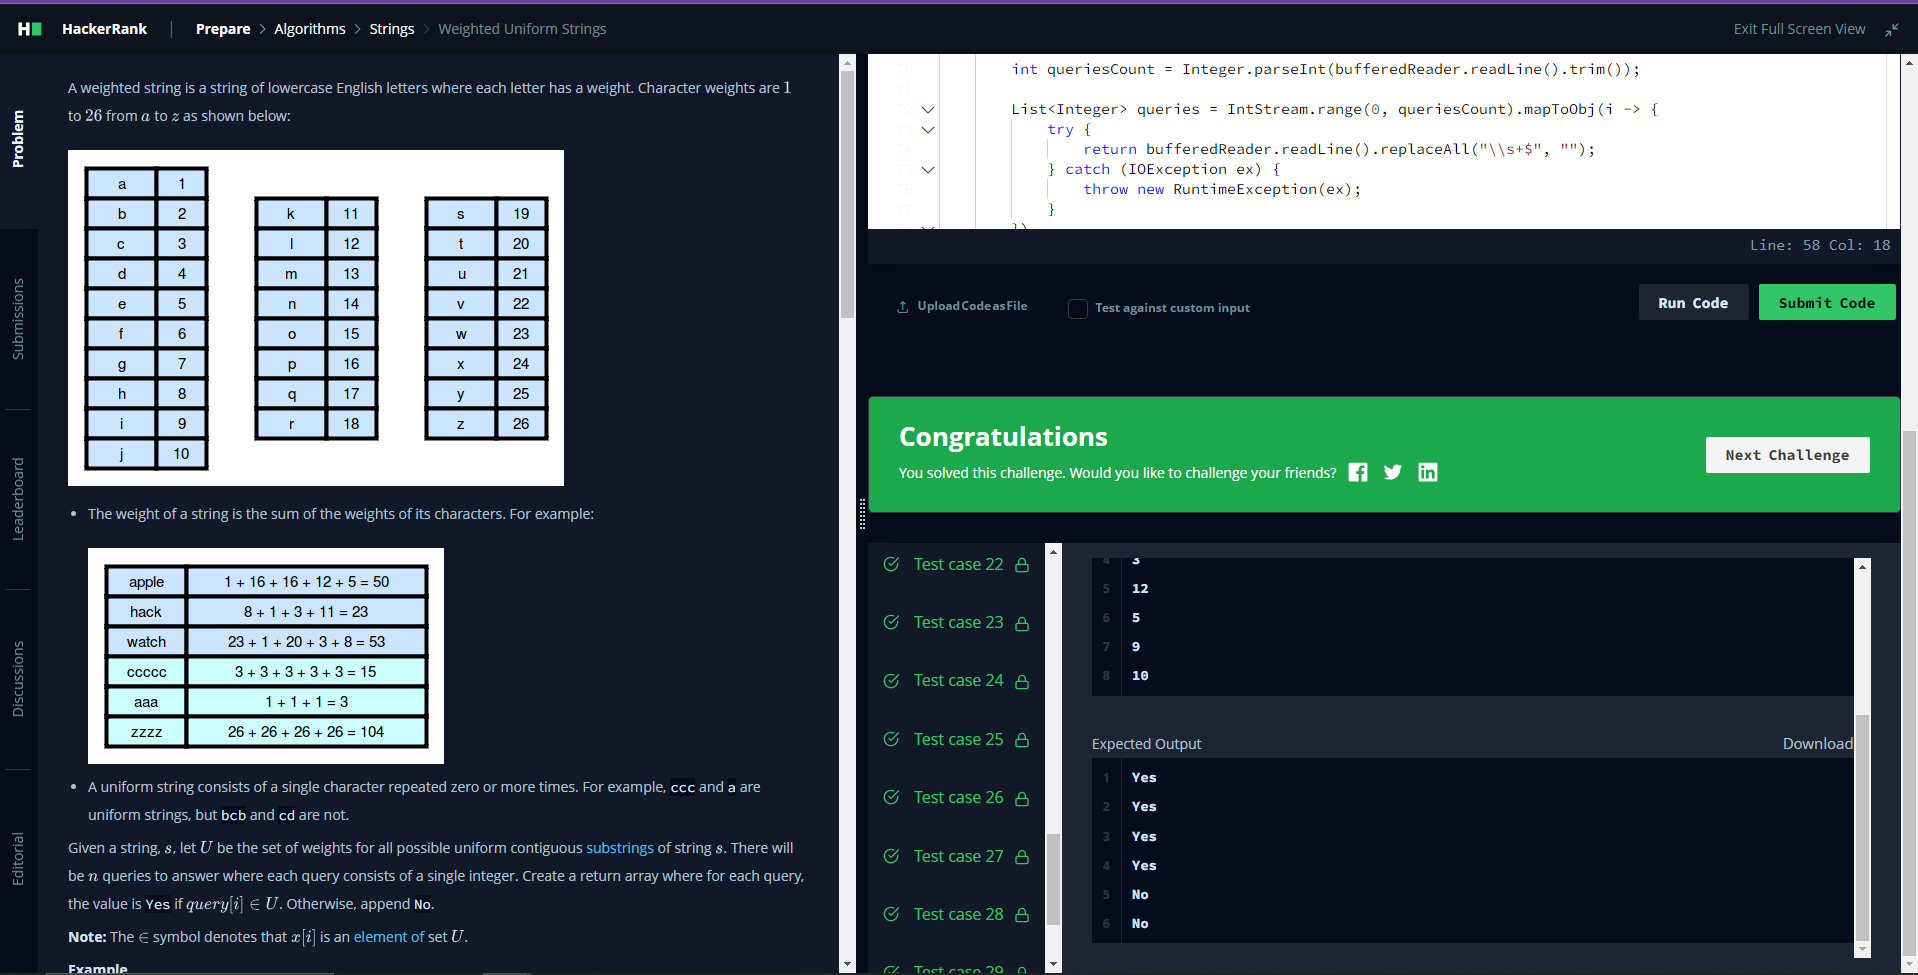 HackerRank | Prepare > Algorithms > Strings > Weighted Uniform Strings
Exit Full Screen View
Problem
Submissions
Leaderboard
Discussions
Editorial
A weighted string is a string of lowercase English letters where each letter has a weight. Character weights are 1
to 26 from a to z as shown below:
a 1
b 2 k 11 s 19
c 3 l 12 t 20
d 4 m 13 u 21
e 5 n 14 v 22
f 6 o 15 w 23
g 7 p 16 x 24
h 8 q 17 y 25
i 9 r 18 z 26
j 10
• The weight of a string is the sum of the weights of its characters. For example:
apple 1 + 16 + 16 + 12 + 5 = 50
hack 8 + 1 + 3 + 11 = 23
watch 23 + 1 + 20 + 3 + 8 = 53
ccccc 3 + 3 + 3 + 3 + 3 = 15
aaa 1 + 1 + 1 = 3
zzzz 26 + 26 + 26 + 26 = 104
• A uniform string consists of a single character repeated zero or more times. For example, ccc and a are
uniform strings, but bcb and cd are not.
Given a string, s, let U be the set of weights for all possible uniform contiguous substrings of string s. There will
be n queries to answer where each query consists of a single integer. Create a return array where for each query,
the value is Yes if query[i] ∈ U. Otherwise, append No.
Note: The ∈ symbol denotes that x[i] is an element of set U.
Example
int queriesCount = Integer.parseInt(bufferedReader.readLine().trim());
List<Integer> queries = IntStream.range(0, queriesCount).mapToObj(i -> {
try {
return bufferedReader.readLine().replaceAll("\\s+$", "");
} catch (IOException ex) {
throw new RuntimeException(ex);
}
})
Line: 58 Col: 18
Upload Code as File
Test against custom input
Run Code
Submit Code
Congratulations
You solved this challenge. Would you like to challenge your friends?
Next Challenge
Test case 22
Test case 23
Test case 24
Test case 25
Test case 26
Test case 27
Test case 28
Test case 29
4 3
5 12
6 5
7 9
8 10
Expected Output
Download
1 Yes
2 Yes
3 Yes
4 Yes
5 No
6 No